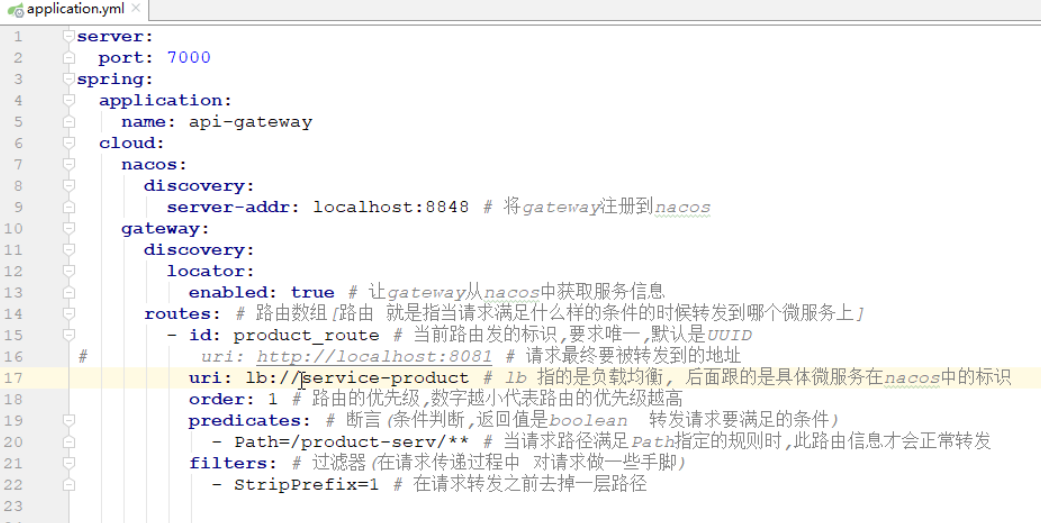 application.yml
1 server:
2   port: 7000
3 spring:
4   application:
5     name: api-gateway
6   cloud:
7     nacos:
8       discovery:
9         server-addr: localhost:8848 # 将gateway注册到nacos
10     gateway:
11       discovery:
12         locator:
13           enabled: true # 让gateway从nacos中获取服务信息
14       routes: # 路由数组[路由 就是指当请求满足什么样的条件的时候转发到哪个微服务上]
15         - id: product_route # 当前路由发的标识,要求唯一,默认是UUID
16 #          uri: http://localhost:8081 # 请求最终要被转发到的地址
17           uri: lb://service-product # lb 指的是负载均衡, 后面跟的是具体微服务在nacos中的标识
18           order: 1 # 路由的优先级,数字越小代表路由的优先级越高
19           predicates: # 断言(条件判断,返回值是boolean 转发请求要满足的条件)
20             - Path=/product-serv/** # 当请求路径满足Path指定的规则时,此路由信息才会正常转发
21           filters: # 过滤器(在请求传递过程中 对请求做一些手脚)
22             - StripPrefix=1 # 在请求转发之前去掉一层路径
23